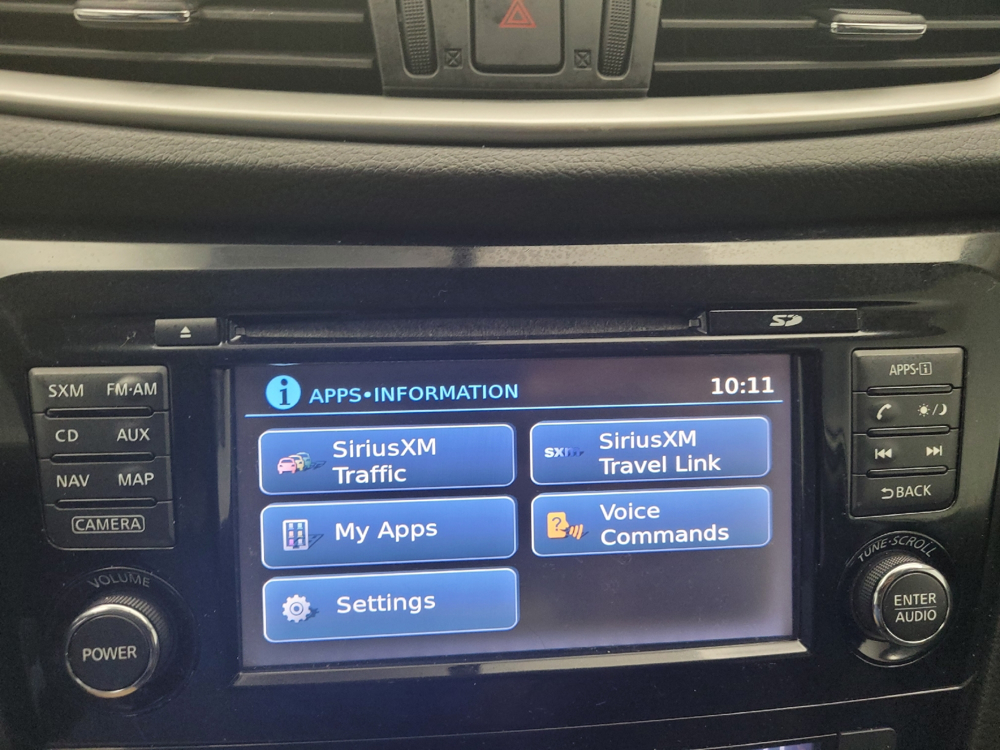 SD
SXM FM·AM
CD AUX
NAV MAP
CAMERA
VOLUME
POWER
i APPS•INFORMATION 10:11
SiriusXM
Traffic
SXM
SiriusXM
Travel Link
My Apps
?
Voice
Commands
Settings
APPS·i
BACK
TUNE·SCROLL
ENTER
AUDIO